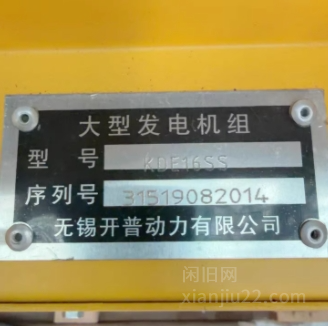 大型发电机组
型 号 KDE16SS
序列号 31519082014
无锡开普动力有限公司
闲旧网
xianjiu22.com